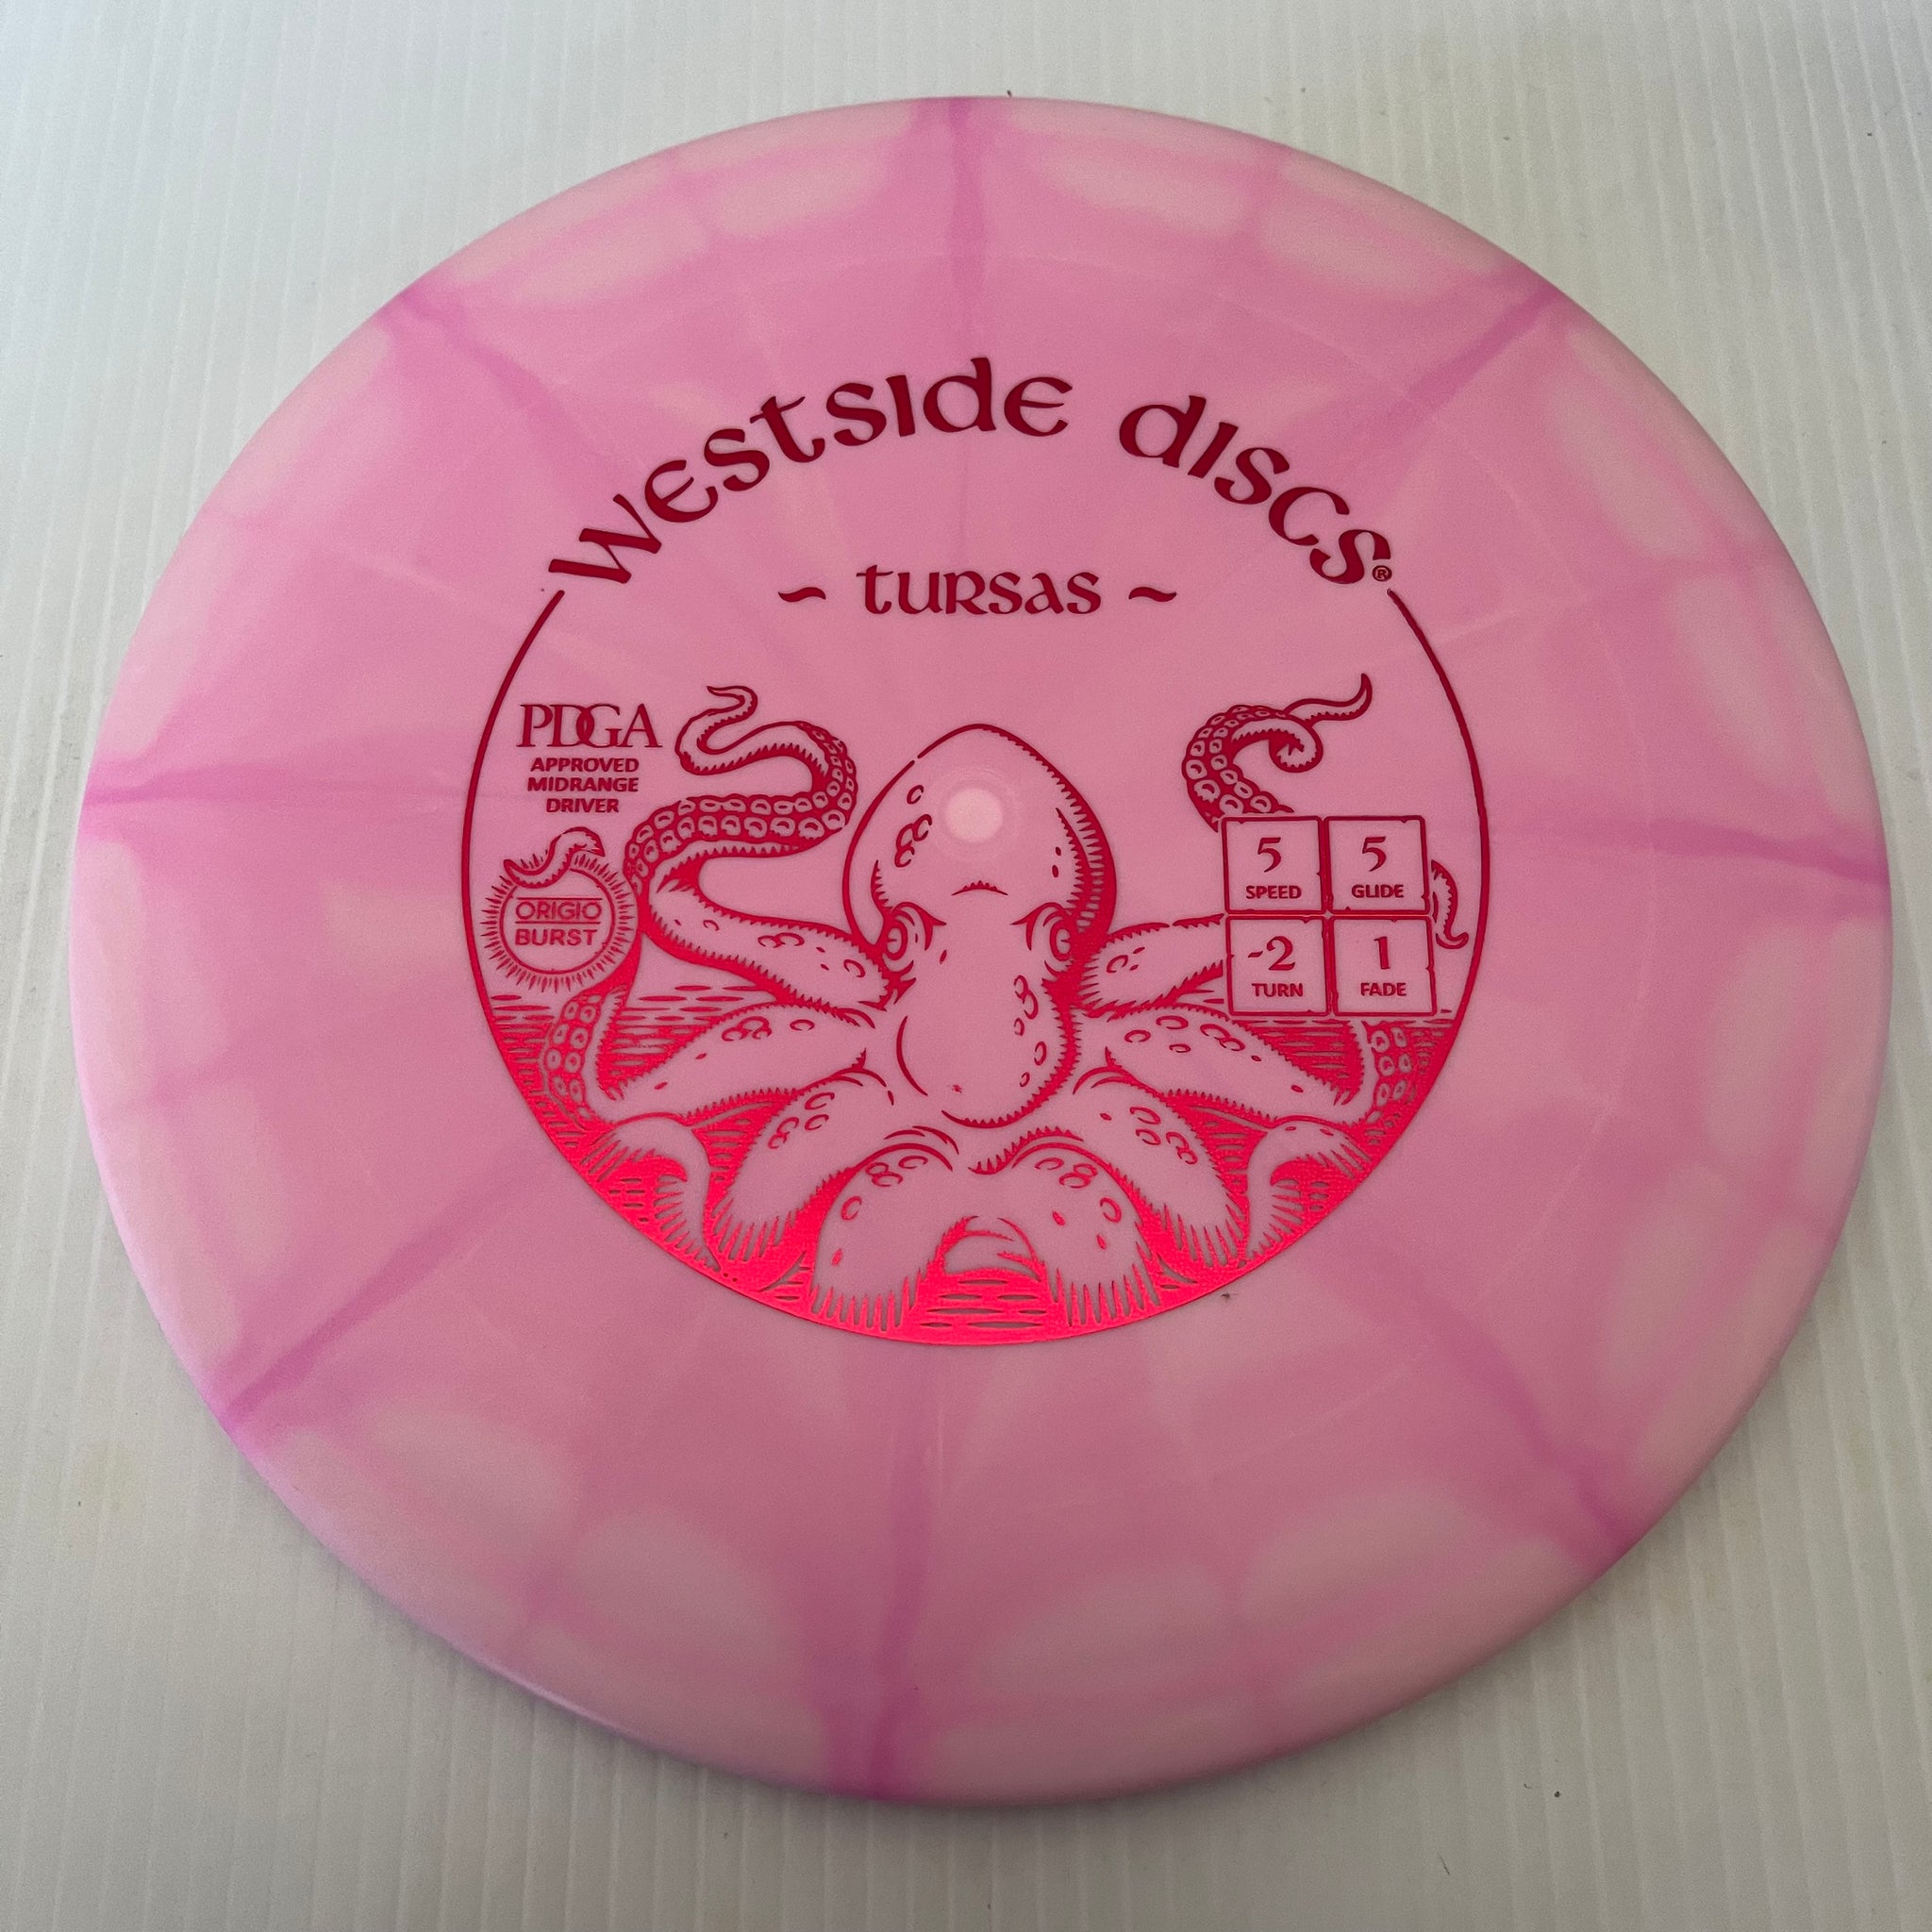 Westside discs®
~ tursas ~
PDGA
APPROVED
MIDRANGE
DRIVER
ORIGIO
BURST
5 5
SPEED GLIDE
-2 1
TURN FADE